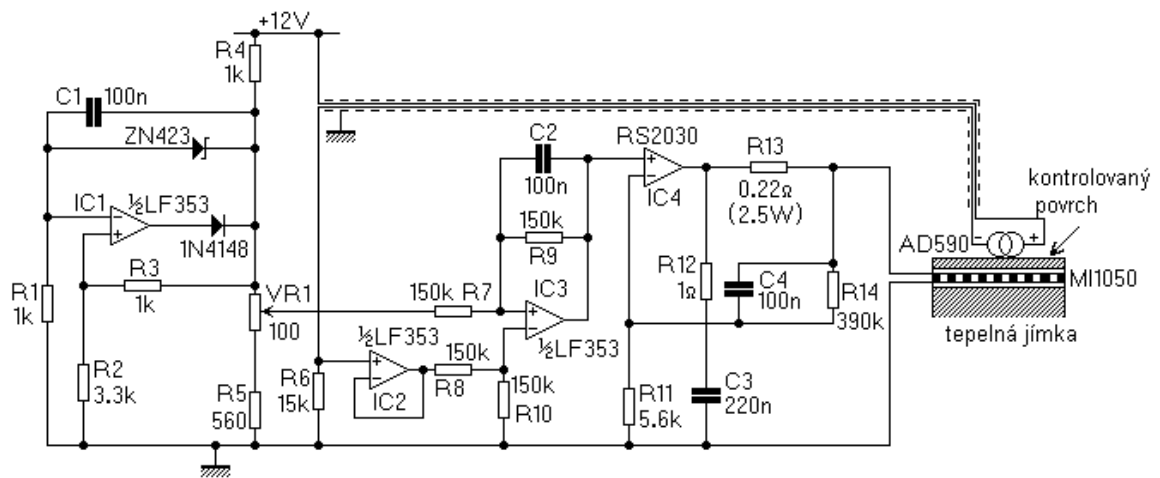 +12V
R4
1k
C1
100n
ZN423
IC1
½LF353
1N4148
R3
1k
R1
1k
VR1
100
R2
3.3k
R5
560
R6
15k
IC2
½LF353
150k
R8
150k
R7
150k
R10
C2
100n
150k
R9
IC3
½LF353
RS2030
IC4
R13
0.22Ω
(2.5W)
R12
1Ω
C4
100n
R14
390k
R11
5.6k
C3
220n
kontrolovaný
povrch
AD590
MI1050
tepelná jímka